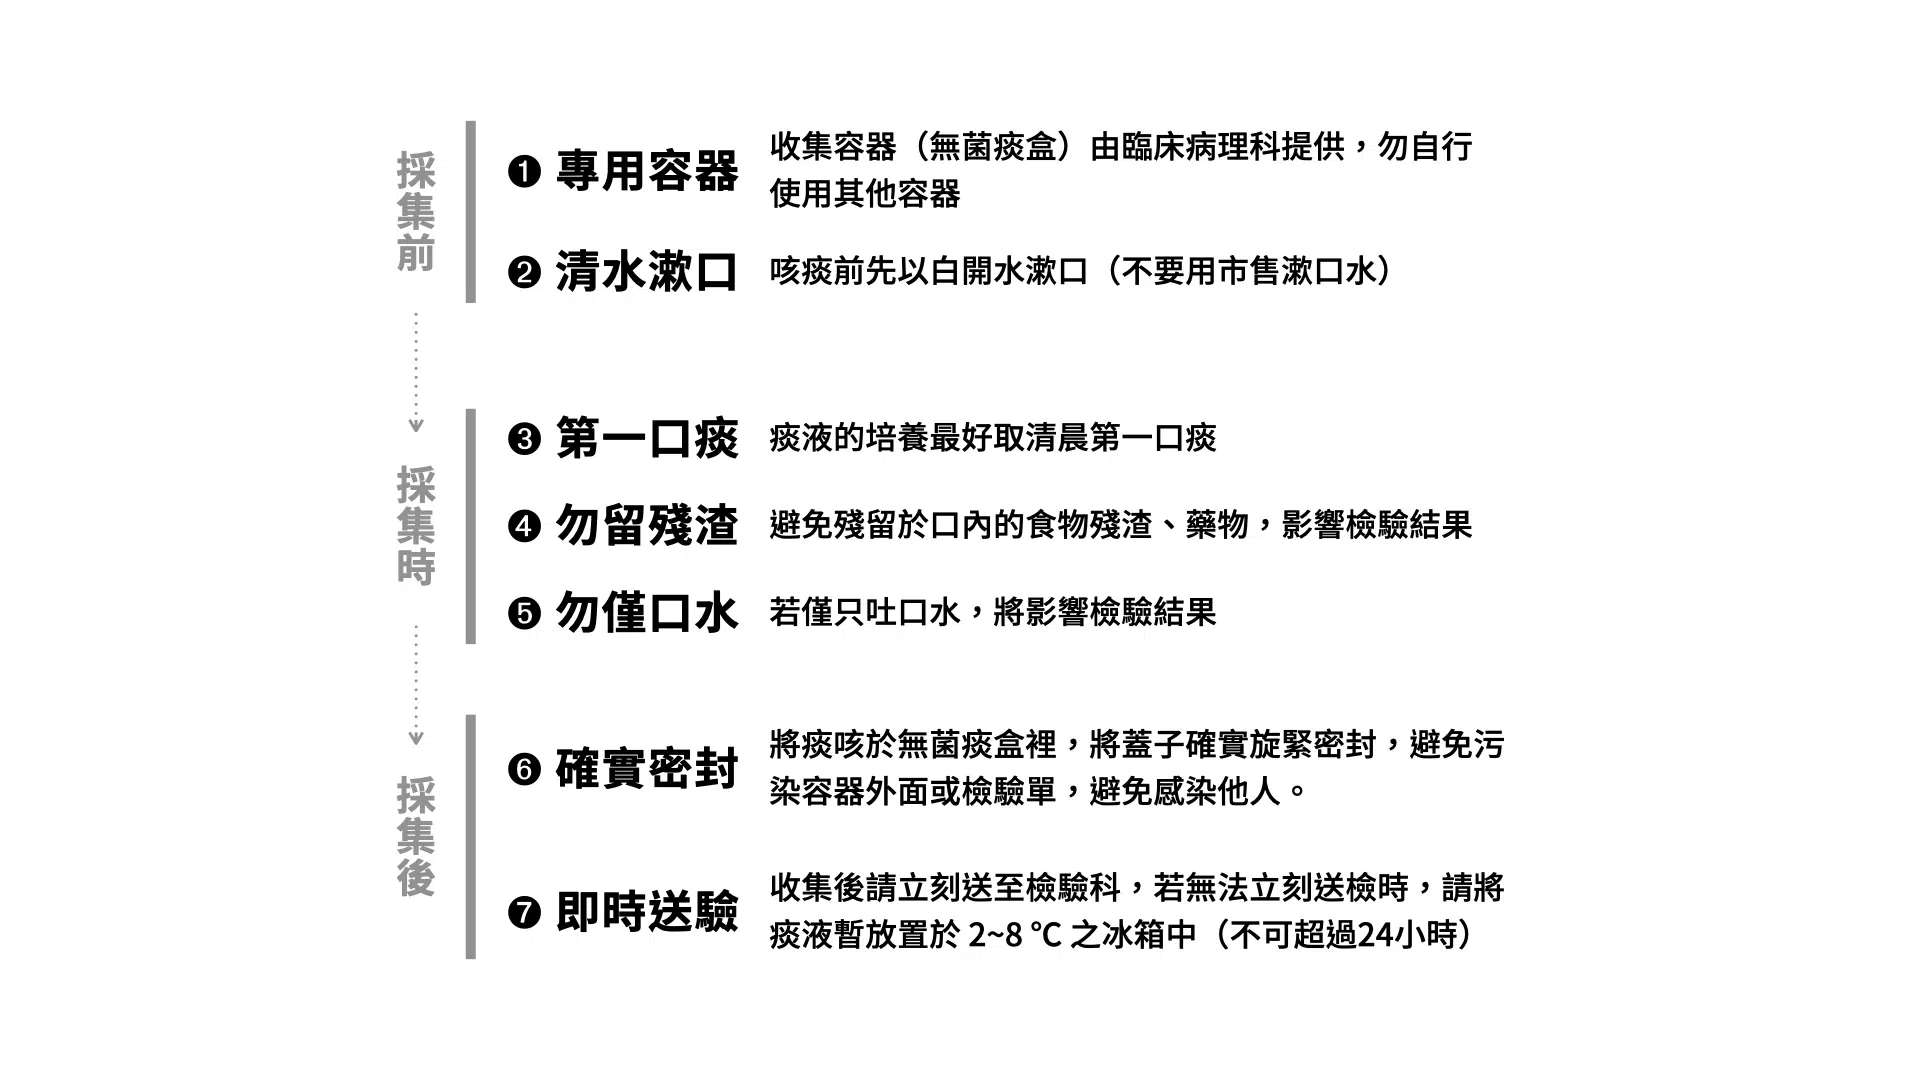 採集前
❶ 專用容器
收集容器（無菌痰盒）由臨床病理科提供，勿自行
使用其他容器
❷ 清水漱口
咳痰前先以白開水漱口（不要用市售漱口水）
採集時
❸ 第一口痰
痰液的培養最好取清晨第一口痰
❹ 勿留殘渣
避免殘留於口內的食物殘渣、藥物，影響檢驗結果
❺ 勿僅口水
若僅只吐口水，將影響檢驗結果
採集後
❻ 確實密封
將痰咳於無菌痰盒裡，將蓋子確實旋緊密封，避免污
染容器外面或檢驗單，避免感染他人。
❼ 即時送驗
收集後請立刻送至檢驗科，若無法立刻送檢時，請將
痰液暫放置於 2~8 ℃ 之冰箱中（不可超過24小時）